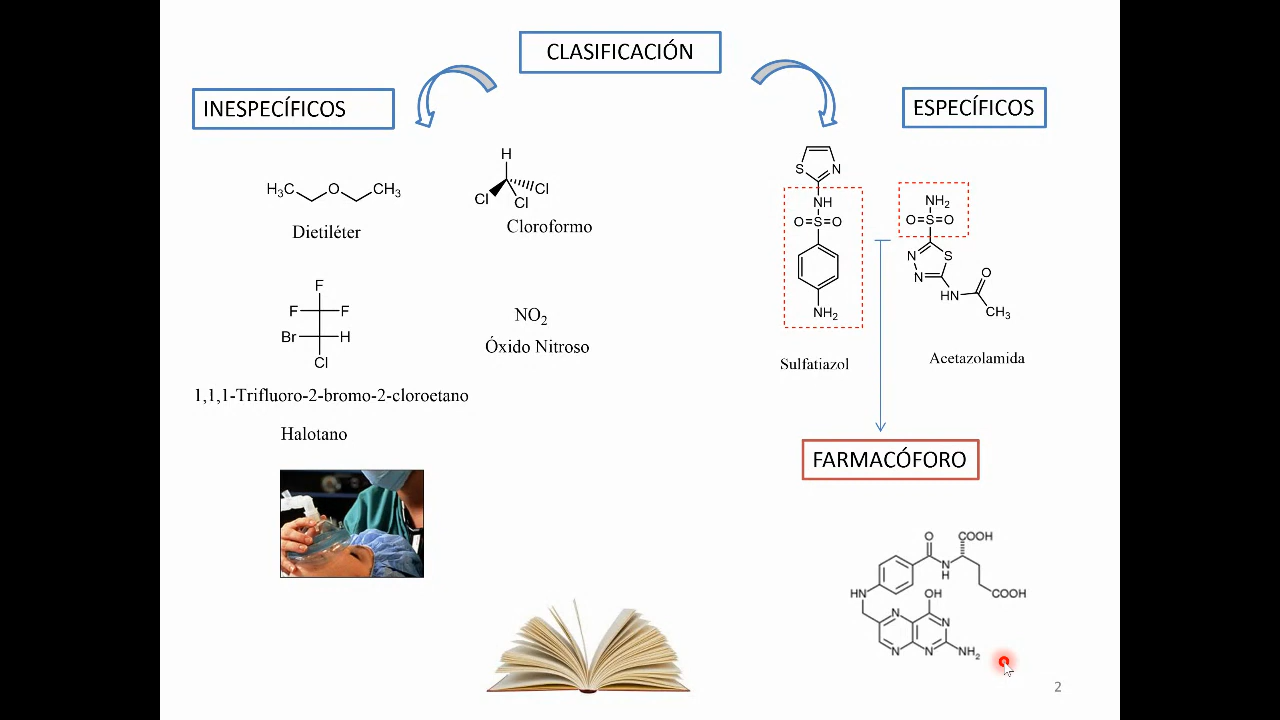 CLASIFICACIÓN
INESPECÍFICOS
ESPECÍFICOS
H₃C O CH₃
Dietiléter
H
Cl Cl
Cl
Cloroformo
F
F F
Br H
Cl
1,1,1-Trifluoro-2-bromo-2-cloroetano
Halotano
NO₂
Óxido Nitroso
S N
NH
O=S=O
NH₂
Sulfatiazol
NH₂
O=S=O
N S
N
HN O
CH₃
Acetazolamida
FARMACÓFORO
O COOH
N
H
COOH
HN OH
N N
N N NH₂
2